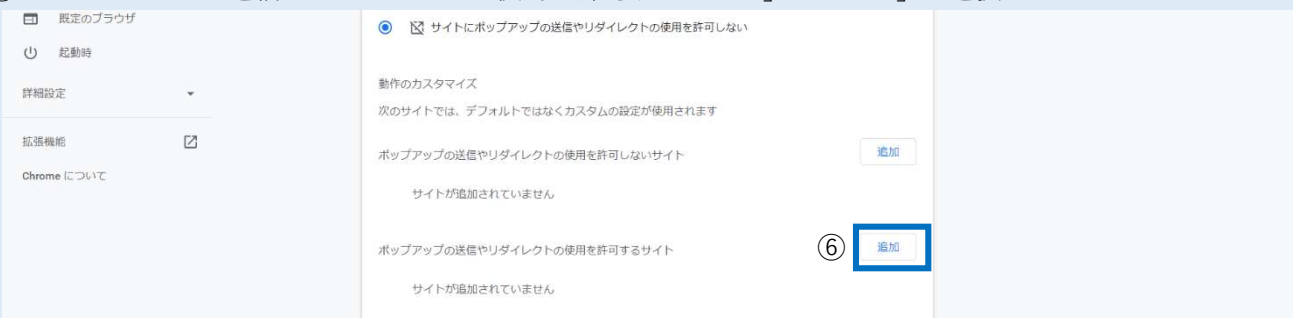 既定のブラウザ
サイトにポップアップの送信やリダイレクトの使用を許可しない
起動時
詳細設定
動作のカスタマイズ
次のサイトでは、デフォルトではなくカスタムの設定が使用されます
拡張機能
ポップアップの送信やリダイレクトの使用を許可しないサイト 追加
Chrome について
サイトが追加されていません
ポップアップの送信やリダイレクトの使用を許可するサイト ⑥ 追加
サイトが追加されていません